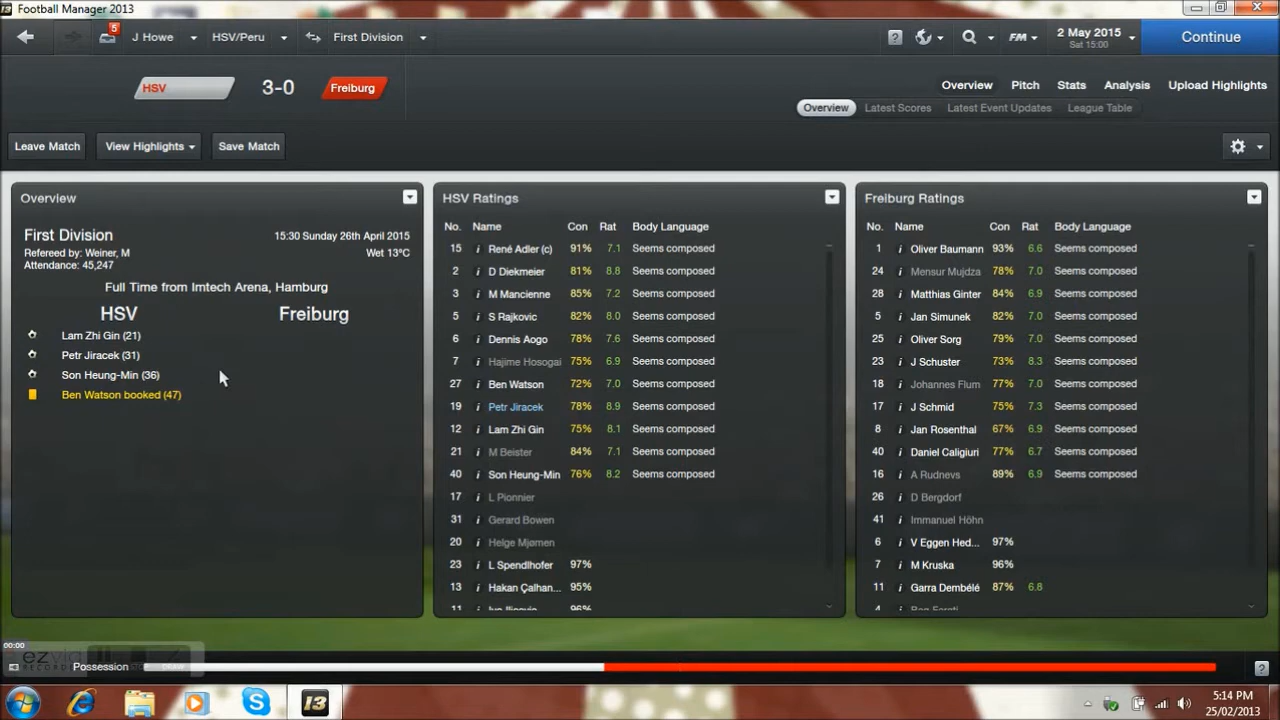 Football Manager 2013
5
J Howe
HSV/Peru
First Division
?
FM
2 May 2015
Sat 15:00
Continue
HSV 3-0 Freiburg
Overview Pitch Stats Analysis Upload Highlights
Overview Latest Scores Latest Event Updates League Table
Leave Match View Highlights Save Match
Overview
First Division 15:30 Sunday 26th April 2015
Refereed by: Weiner, M Wet 13°C
Attendance: 45,247
Full Time from Imtech Arena, Hamburg
HSV Freiburg
Lam Zhi Gin (21)
Petr Jiracek (31)
Son Heung-Min (36)
Ben Watson booked (47)
HSV Ratings
No. Name Con Rat Body Language
15 i René Adler (c) 91% 7.1 Seems composed
2 i D Diekmeier 81% 8.8 Seems composed
3 i M Mancienne 85% 7.2 Seems composed
5 i S Rajkovic 82% 8.0 Seems composed
6 i Dennis Aogo 78% 7.6 Seems composed
7 i Hajime Hosogai 75% 6.9 Seems composed
27 i Ben Watson 72% 7.0 Seems composed
19 i Petr Jiracek 78% 8.9 Seems composed
12 i Lam Zhi Gin 75% 8.1 Seems composed
21 i M Beister 84% 7.1 Seems composed
40 i Son Heung-Min 76% 8.2 Seems composed
17 i L Pionnier
31 i Gerard Bowen
20 i Helge Mjørnen
23 i L Spendlhofer 97%
13 i Hakan Çalhan... 95%
11 i 96%
Freiburg Ratings
No. Name Con Rat Body Language
1 i Oliver Baumann 93% 6.6 Seems composed
24 i Mensur Mujdza 78% 7.0 Seems composed
28 i Matthias Ginter 84% 6.9 Seems composed
5 i Jan Simunek 82% 7.0 Seems composed
25 i Oliver Sorg 79% 7.0 Seems composed
23 i J Schuster 73% 8.3 Seems composed
18 i Johannes Flum 77% 7.0 Seems composed
17 i J Schmid 75% 7.3 Seems composed
8 i Jan Rosenthal 67% 6.9 Seems composed
40 i Daniel Caligiuri 77% 6.7 Seems composed
16 i A Rudnevs 89% 6.9 Seems composed
26 i D Bergdorf
41 i Immanuel Höhn
6 i V Eggen Hed... 97%
7 i M Kruska 96%
11 i Garra Dembélé 87% 6.8
4 i
00:00
ezvid
Possession
?
13
5:14 PM
25/02/2013